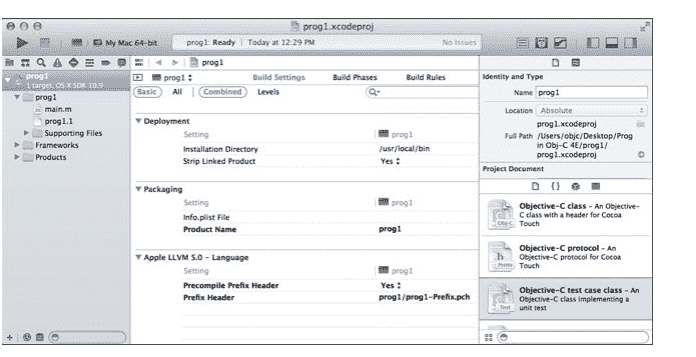 prog1.xcodeproj
My Mac 64-bit
prog1: Ready | Today at 12:29 PM
No Issues
prog1
1 target, OS X SDK 10.9
prog1
main.m
prog1.1
Supporting Files
Frameworks
Products
prog1
prog1
Build Settings
Build Phases
Build Rules
Basic
All
Combined
Levels
Deployment
Setting
prog1
Installation Directory
/usr/local/bin
Strip Linked Product
Yes
Packaging
Setting
prog1
Info.plist File
Product Name
prog1
Apple LLVM 5.0 - Language
Setting
prog1
Precompile Prefix Header
Yes
Prefix Header
prog1/prog1-Prefix.pch
Identity and Type
Name prog1
Location Absolute
prog1.xcodeproj
Full Path /Users/objc/Desktop/Prog
in Obj-C 4E/prog1/
prog1.xcodeproj
Project Document
Objective-C class - An Objective-
C class with a header for Cocoa
Touch
Objective-C protocol - An
Objective-C protocol for Cocoa
Touch
Objective-C test case class - An
Objective-C class implementing a
unit test